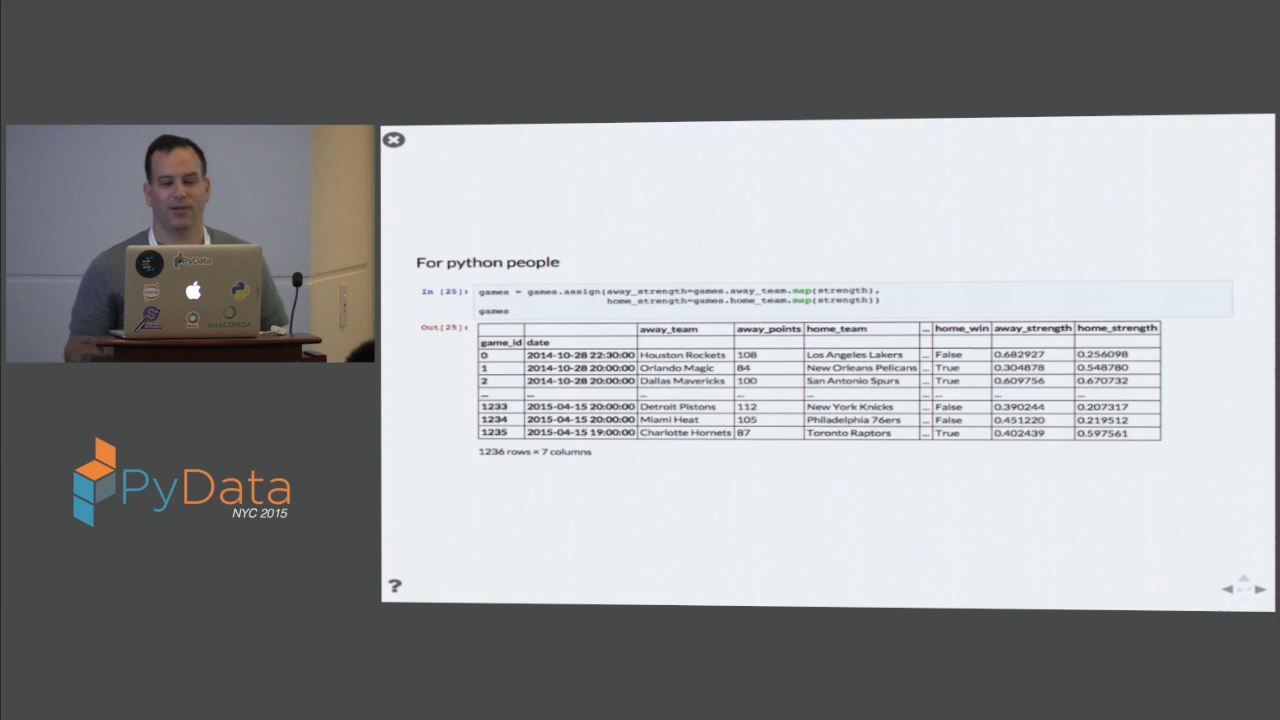 PyData
ANACONDA
PyData
NYC 2015
For python people
In [25]: games = games.assign(away_strength=games.away_team.map(strength),
home_strength=games.home_team.map(strength))
games
Out[25]:
away_team away_points home_team ... home_win away_strength home_strength
game_id date
0 2014-10-28 22:30:00 Houston Rockets 108 Los Angeles Lakers ... False 0.682927 0.256098
1 2014-10-28 20:00:00 Orlando Magic 84 New Orleans Pelicans ... True 0.304878 0.548780
2 2014-10-28 20:00:00 Dallas Mavericks 100 San Antonio Spurs ... True 0.609756 0.670732
... ... ... ... ... ... ... ... ...
1233 2015-04-15 20:00:00 Detroit Pistons 112 New York Knicks ... False 0.390244 0.207317
1234 2015-04-15 20:00:00 Miami Heat 105 Philadelphia 76ers ... False 0.451220 0.219512
1235 2015-04-15 19:00:00 Charlotte Hornets 87 Toronto Raptors ... True 0.402439 0.597561
1236 rows × 7 columns
?